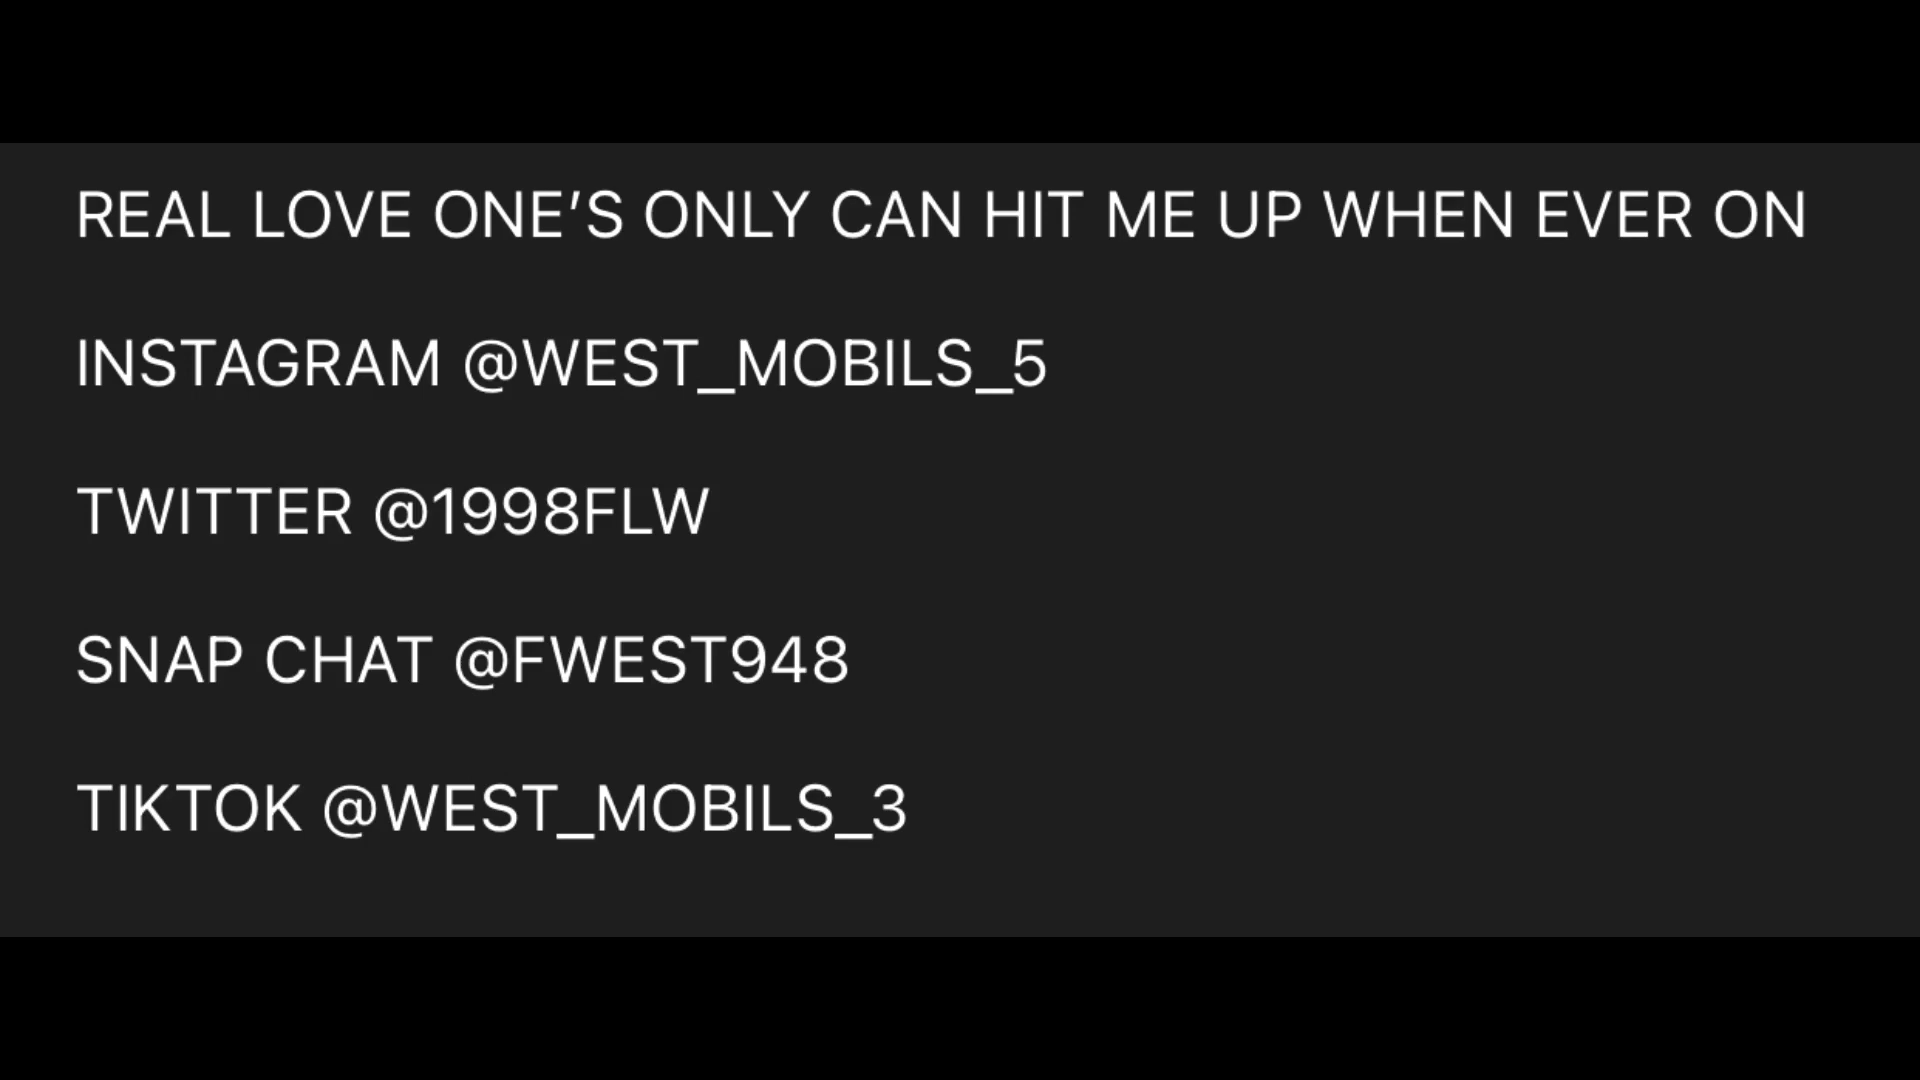 REAL LOVE ONE’S ONLY CAN HIT ME UP WHEN EVER ON
INSTAGRAM @WEST_MOBILS_5
TWITTER @1998FLW
SNAP CHAT @FWEST948
TIKTOK @WEST_MOBILS_3